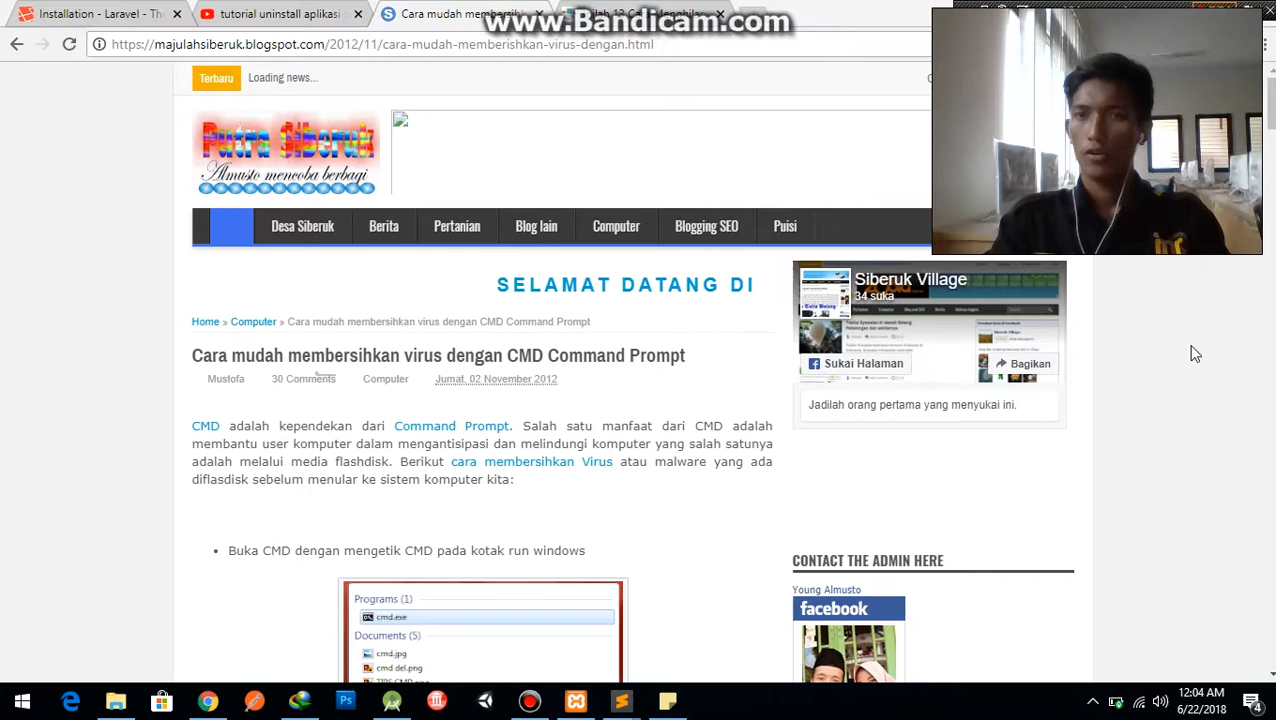 Installation - Laravel - Th
tutorial uninstall aplik
Cara mudah membersih
www.Bandicam.com
https://majulahsiberuk.blogspot.com/2012/11/cara-mudah-memberishkan-virus-dengan.html
Terbaru
Loading news...
Putra Siberuk
Almusto mencoba berbagi
Desa Siberuk
Berita
Pertanian
Blog lain
Computer
Blogging SEO
Puisi
SELAMAT DATANG DI
Siberuk Village
34 suka
Sukai Halaman
Bagikan
Jadilah orang pertama yang menyukai ini.
Home » Computer » Cara mudah membersihkan virus dengan CMD Command Prompt
Cara mudah membersihkan virus dengan CMD Command Prompt
Mustofa
30 Comments
Computer
Jumat, 02 November 2012
CMD adalah kependekan dari Command Prompt. Salah satu manfaat dari CMD adalah
membantu user komputer dalam mengantisipasi dan melindungi komputer yang salah satunya
adalah melalui media flashdisk. Berikut cara membersihkan Virus atau malware yang ada
diflasdisk sebelum menular ke sistem komputer kita:
• Buka CMD dengan mengetik CMD pada kotak run windows
Programs (1)
cmd.exe
Documents (5)
cmd.jpg
cmd del.png
CONTACT THE ADMIN HERE
Young Almusto
facebook
12:04 AM
6/22/2018
4